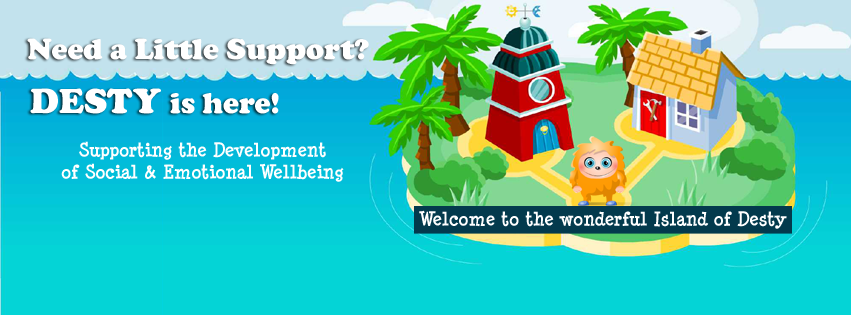 Need a Little Support?
DESTY is here!
Supporting the Development
of Social & Emotional Wellbeing
Welcome to the wonderful Island of Desty